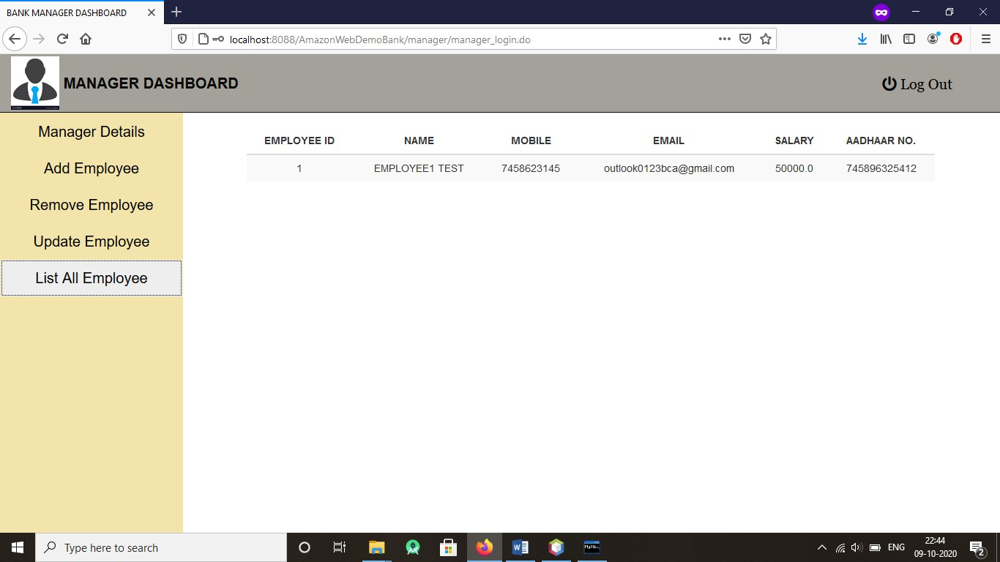 BANK MANAGER DASHBOARD
localhost:8088/AmazonWebDemoBank/manager/manager_login.do
MANAGER DASHBOARD
Log Out
Manager Details
Add Employee
Remove Employee
Update Employee
List All Employee
EMPLOYEE ID NAME MOBILE EMAIL SALARY AADHAAR NO.
1 EMPLOYEE1 TEST 7458623145 outlook0123bca@gmail.com 50000.0 745896325412
Type here to search
MySQL
ENG
22:44
09-10-2020
2